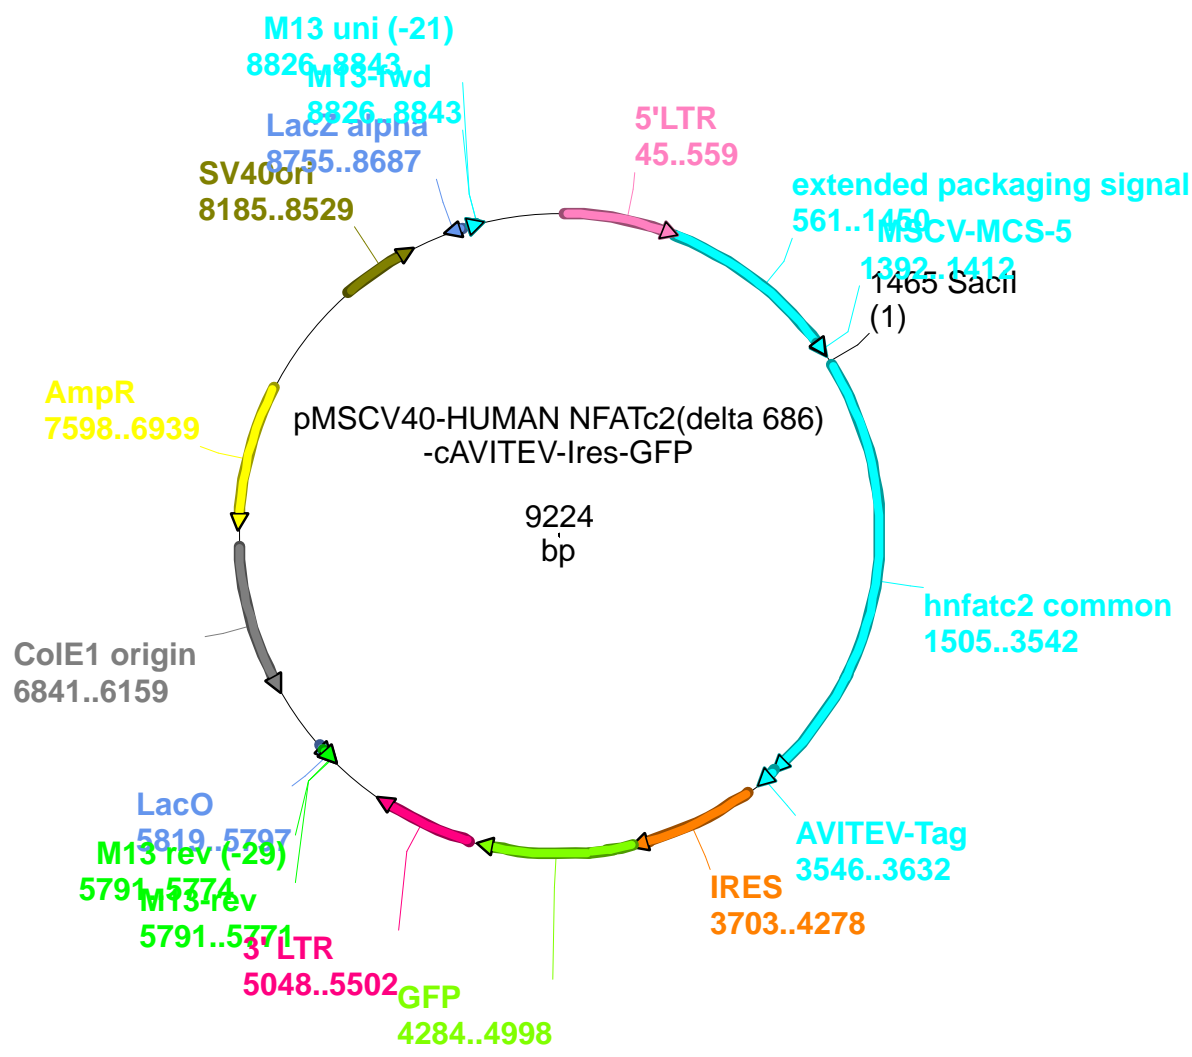 M13 uni (-21)
8826..8843
M13-fwd
8826..8843
LacZ alpha
8755..8687
SV40ori
8185..8529
5'LTR
45..559
extended packaging signal
561..1450
MSCV-MCS-5
1392..1412
1465 SacII
(1)
AmpR
7598..6939
pMSCV40-HUMAN NFATc2(delta 686)
-cAVITEV-Ires-GFP
9224
bp
hnfatc2 common
1505..3542
ColE1 origin
6841..6159
LacO
5819..5797
M13 rev (-29)
5791..5774
M13-rev
5791..5771
AVITEV-Tag
3546..3632
IRES
3703..4278
3' LTR
5048..5502
GFP
4284..4998